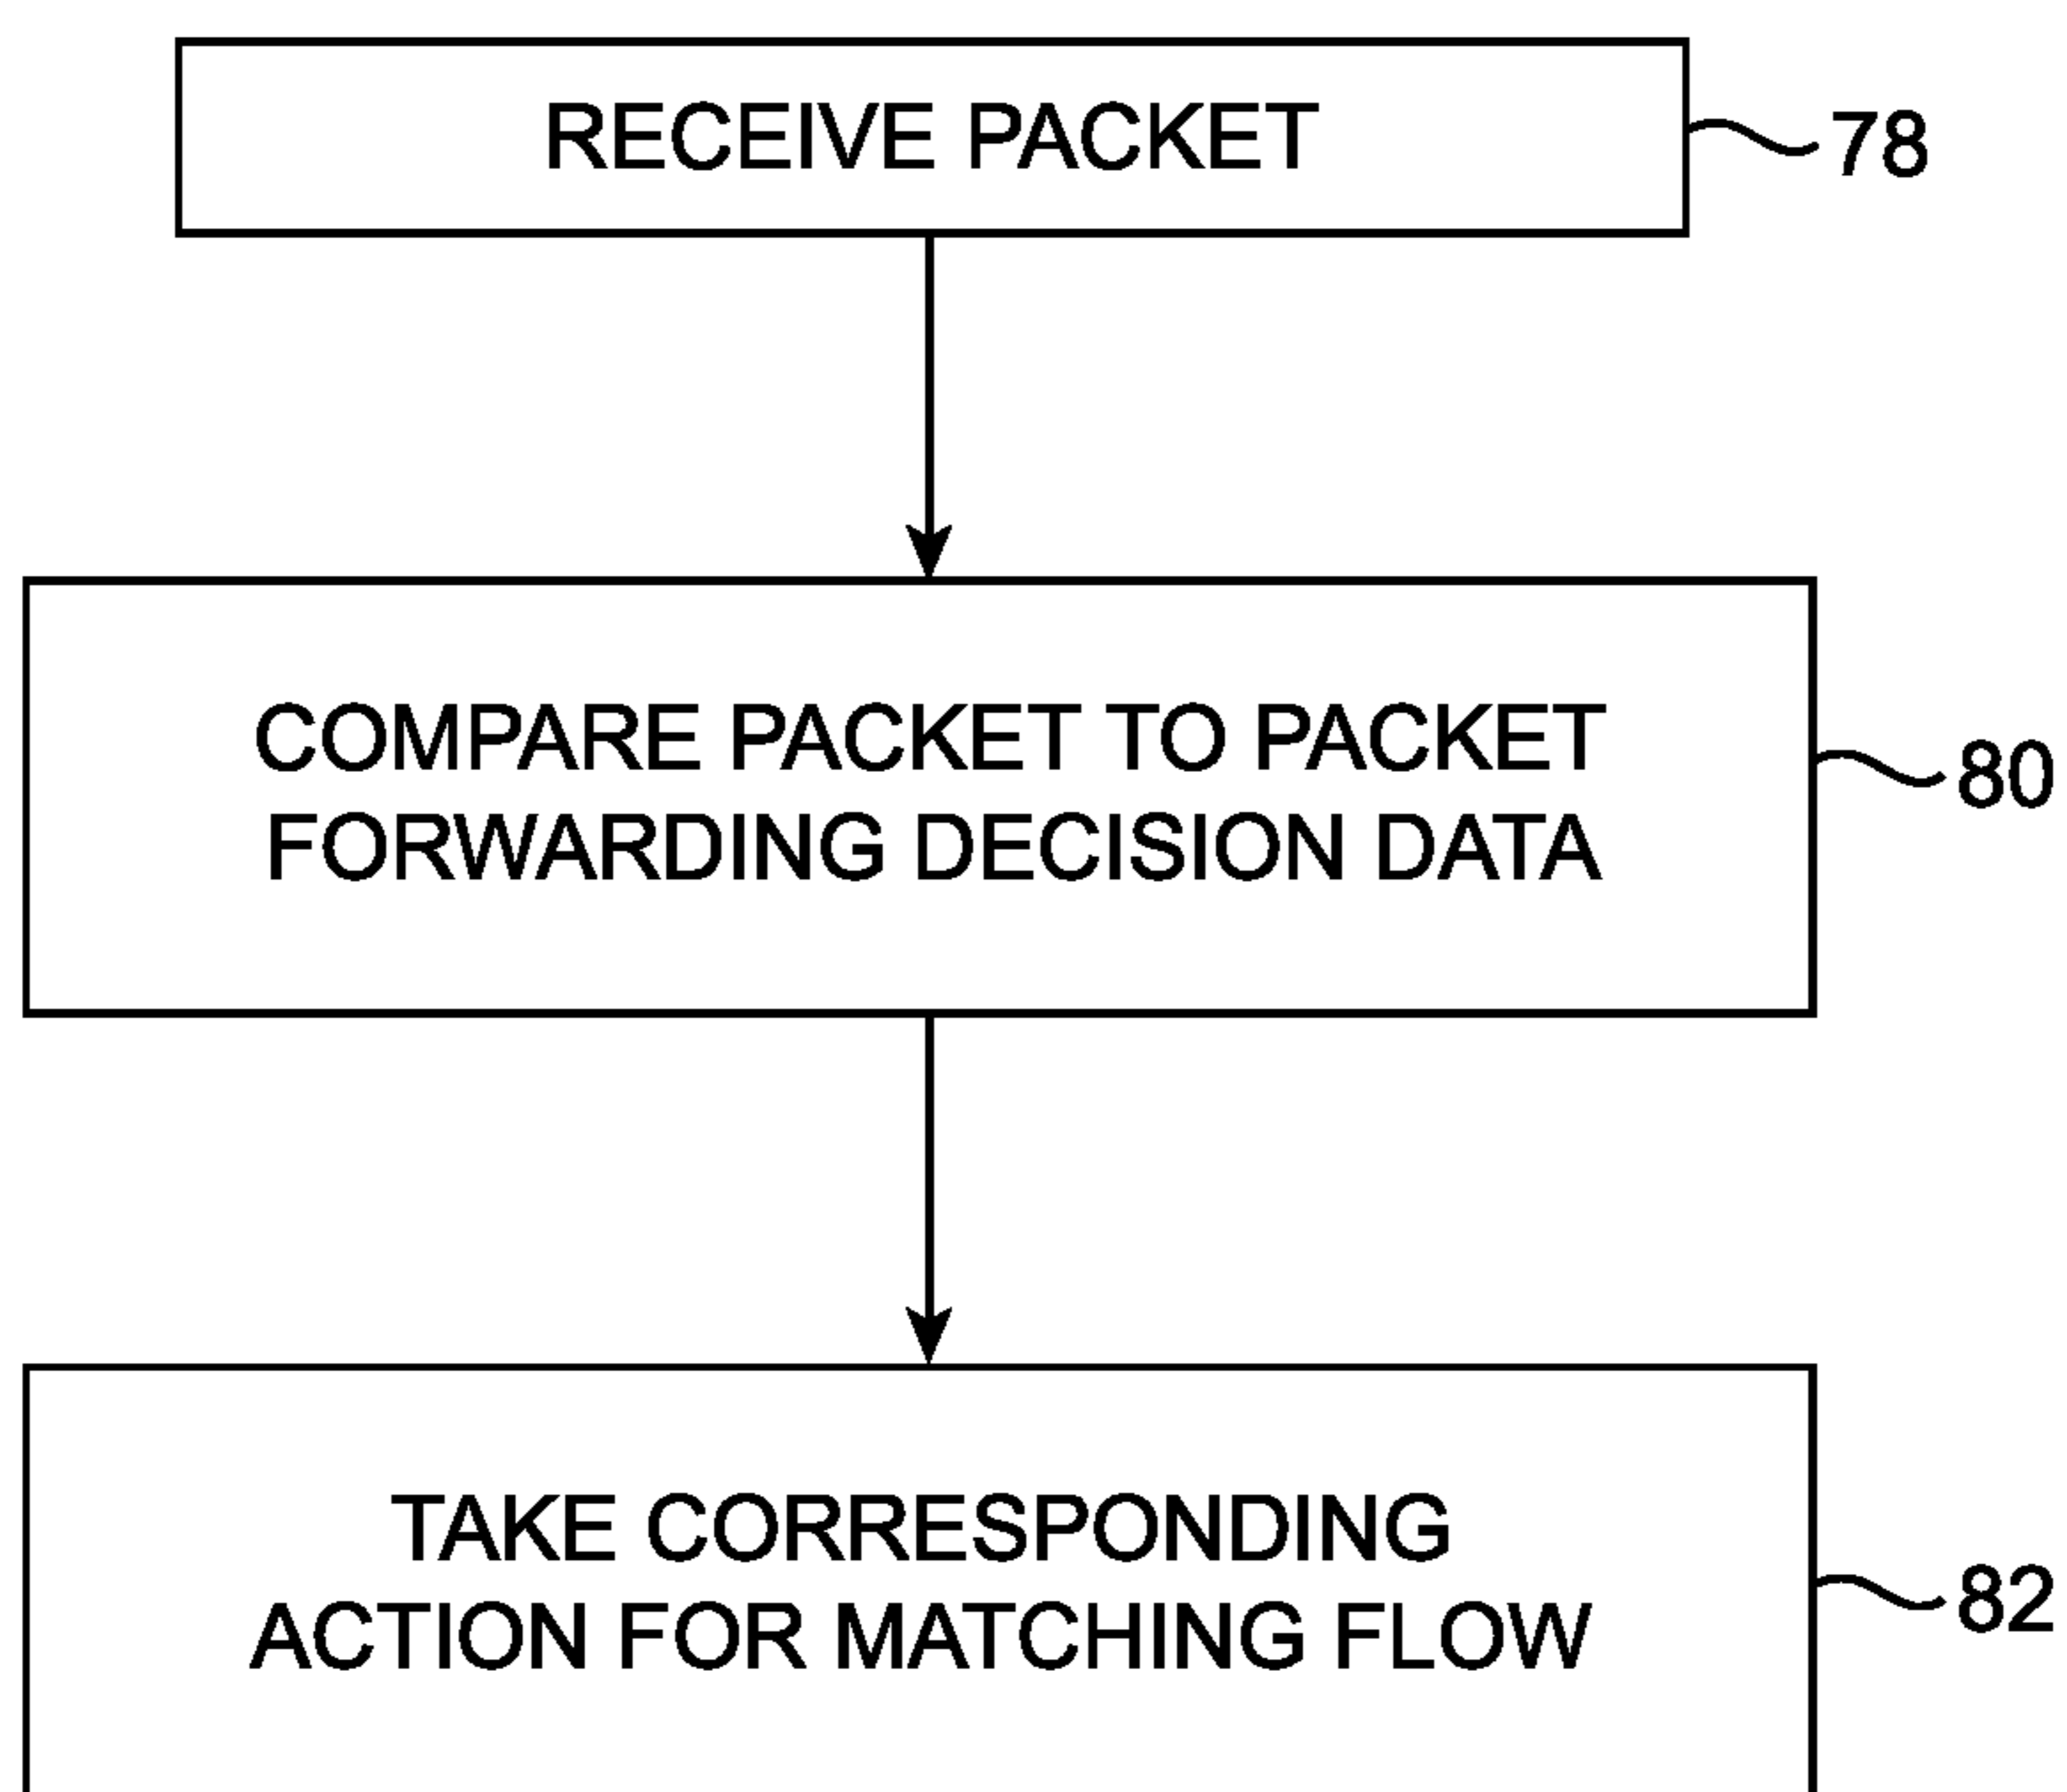 RECEIVE PACKET
78
COMPARE PACKET TO PACKET
FORWARDING DECISION DATA
80
TAKE CORRESPONDING
ACTION FOR MATCHING FLOW
82